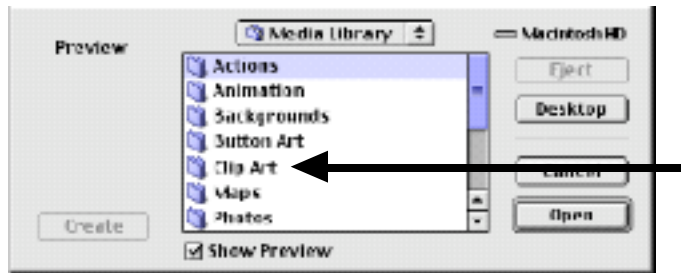 Media Library
Macintosh HD
Preview
Actions
Animation
Backgrounds
Button Art
Clip Art
Maps
Photos
Eject
Desktop
Cancel
Open
Create
Show Preview